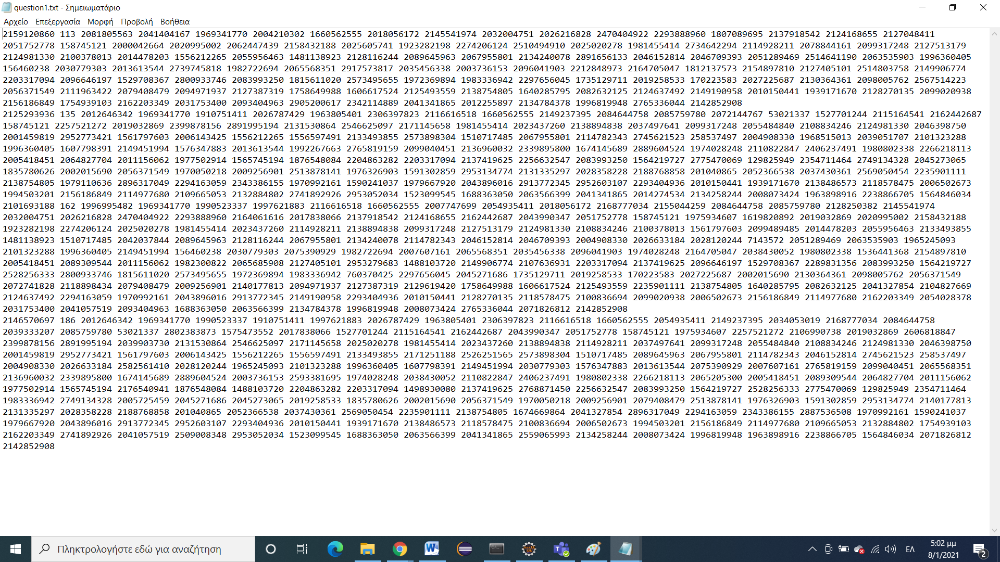 question1.txt - Σημειωματάριο
Αρχείο Επεξεργασία Μορφή Προβολή Βοήθεια
2159120860 113 2081805563 2041404167 1969341770 2004210302 1660562555 2018056172 2145541974 2032004751 2026216828 2470404922 2293888960 1807089695 2137918542 2124168655 2127048411
2051752778 158745121 2000042664 2020995002 2062447439 2158432188 2025605741 1923282198 2274206124 2510494910 2025020278 1981455414 2734642294 2114928211 2078844161 2099317248 2127513179
2124981330 2100378013 2014478203 1556212265 2055956463 1481138923 2128116244 2089645963 2067955801 2134240078 2891656133 2046152814 2046709393 2051289469 2514641190 2063535903 1996360405
156460238 2030779303 2013613544 2739745818 1982722694 2065568351 2917573817 2035456338 2003736153 2096041903 2212848973 2164705047 1812137573 2154897810 2127405101 2514803758 2149906774
2203317094 2096646197 1529708367 2800933746 2083993250 1815611020 2573495655 1972369894 1983336942 2297656045 1735129711 2019258533 170223583 2027225687 2130364361 2098005762 2567514223
2056371549 2111963422 2079408479 2094971937 2127387319 1758649988 1606617524 2125493559 2138754805 1640285795 2082632125 2124637492 2149190958 2010150441 1939171670 2128270135 2099020938
2156186849 1754939103 2162203349 2031753400 2093404963 2905200617 2342114889 2041341865 2012255897 2134784378 1996819948 2765336044 2142852908
2125293936 135 2012646342 1969341770 1910751411 2026787429 1963805401 2306397823 2116616518 1660562555 2149237395 2084644758 2085759780 2072144767 53021337 1527701244 2115164541 2162442687
158745121 2257521272 2019032869 2399878156 2891995194 2131530864 2546625097 2171145658 1981455414 2023437260 2138894838 2037497641 2099317248 2055484840 2108834246 2124981330 2046398750
2001459819 2952773421 1561797603 2006143425 1556212265 1556597491 2133493855 2573898304 1510717485 2067955801 2114782343 2745621523 258537497 2004908330 1968515013 2039051707 2101323288
1996360405 1607798391 2149451994 1576347883 2013613544 1992267663 2765819159 2099040451 2136960032 2339895800 1674145689 2889604524 1974028248 2110822847 2406237491 1980802338 2266218113
2005418451 2064827704 2011156062 1977502914 1565745194 1876548084 2204863282 2203317094 2137419625 2256632547 2083993250 1564219727 2775470069 129825949 2354711464 2749134328 2045273065
1835780626 2002015690 2056371549 1970050218 2009256901 2513878141 1976326903 1591302859 2953134774 2131335297 2028358228 2188768858 201040865 2052366538 2037430361 2569050454 2235901111
2138754805 1979110636 2896317049 2294163059 2343386155 1970992161 1590241037 1979667920 2043896016 2913772345 2952603107 2293404936 2010150441 1939171670 2138486573 2118578475 2006502673
1994503201 2156186849 2114977680 2109665053 2132884802 2741892926 2953052034 1523099545 1688363050 2063566399 2041341865 2014274534 2134258244 2008073424 1963898916 2238866705 1564846034
2101693188 162 1996995482 1969341770 1990523337 1997621883 2116616518 1660562555 2007747699 2054935411 2018056172 2168777034 2155044259 2084644758 2085759780 2128250382 2145541974
2032004751 2026216828 2470404922 2293888960 2164061616 2017838066 2137918542 2124168655 2162442687 2043990347 2051752778 158745121 1975934607 1619820892 2019032869 2020995002 2158432188
1923282198 2274206124 2025020278 1981455414 2023437260 2114928211 2138894838 2099317248 2127513179 2124981330 2108834246 2100378013 1561797603 2099489485 2014478203 2055956463 2133493855
1481138923 1510717485 2042037844 2089645963 2128116244 2067955801 2134240078 2114782343 2046152814 2046709393 2004908330 2026633184 2028120244 7143572 2051289469 2063535903 1965245093
2101323288 1996360405 2149451994 156460238 2030779303 2075390929 1982722694 2007607161 2065568351 2035456338 2096041903 1974028248 2164705047 2038430052 1980802338 1536441368 2154897810
2005418451 2089309544 2011156062 1982300822 2065685908 2127405101 2953279683 1488103720 2149906774 2107636931 2203317094 2137419625 2096646197 1529708367 2289831356 2083993250 1564219727
2528256333 2800933746 1815611020 2573495655 1972369894 1983336942 760370425 2297656045 2045271686 1735129711 2019258533 170223583 2027225687 2002015690 2130364361 2098005762 2056371549
2072741828 2118898434 2079408479 2009256901 2140177813 2094971937 2127387319 2129619420 1758649988 1606617524 2125493559 2235901111 2138754805 1640285795 2082632125 2041327854 2104827669
2124637492 2294163059 1970992161 2043896016 2913772345 2149190958 2293404936 2010150441 2128270135 2118578475 2100836694 2099020938 2006502673 2156186849 2114977680 2162203349 2054028378
2031753400 2041057519 2093404963 1688363050 2063566399 2134784378 1996819948 2008073424 2765336044 2071826812 2142852908
2146570697 186 2012646342 1969341770 1990523337 1910751411 1997621883 2026787429 1963805401 2306397823 2116616518 1660562555 2054935411 2149237395 2034053019 2168777034 2084644758
2039333207 2085759780 53021337 2802383873 1575473552 2017838066 1527701244 2115164541 2162442687 2043990347 2051752778 158745121 1975934607 2257521272 2106990738 2019032869 2606818847
2399878156 2891995194 2039903730 2131530864 2546625097 2171145658 2025020278 1981455414 2023437260 2138894838 2114928211 2037497641 2099317248 2055484840 2108834246 2124981330 2046398750
2001459819 2952773421 1561797603 2006143425 1556212265 1556597491 2133493855 2171251188 2526251565 2573898304 1510717485 2089645963 2067955801 2114782343 2046152814 2745621523 258537497
2004908330 2026633184 2582561410 2028120244 1965245093 2101323288 1996360405 1607798391 2149451994 2030779303 1576347883 2013613544 2075390929 2007607161 2765819159 2099040451 2065568351
2136960032 2339895800 1674145689 2889604524 2003736153 2593381695 1974028248 2038430052 2110822847 2406237491 1980802338 2266218113 2065205300 2005418451 2089309544 2064827704 2011156062
1977502914 1565745194 2176540941 1876548084 1488103720 2204863282 2203317094 1498930080 2137419625 2768871450 2256632547 2083993250 1564219727 2528256333 2775470069 129825949 2354711464
1983336942 2749134328 2005725459 2045271686 2045273065 2019258533 1835780626 2002015690 2056371549 1970050218 2009256901 2079408479 2513878141 1976326903 1591302859 2953134774 2140177813
2131335297 2028358228 2188768858 201040865 2052366538 2037430361 2569050454 2235901111 2138754805 1674669864 2041327854 2896317049 2294163059 2343386155 2887536508 1970992161 1590241037
1979667920 2043896016 2913772345 2952603107 2293404936 2010150441 1939171670 2138486573 2118578475 2100836694 2006502673 1994503201 2156186849 2114977680 2109665053 2132884802 1754939103
2162203349 2741892926 2041057519 2509008348 2953052034 1523099545 1688363050 2063566399 2041341865 2559065993 2134258244 2008073424 1996819948 1963898916 2238866705 1564846034 2071826812
2142852908
Πληκτρολογήστε εδώ για αναζήτηση
ΕΛ
5:02 μμ
8/1/2021
2